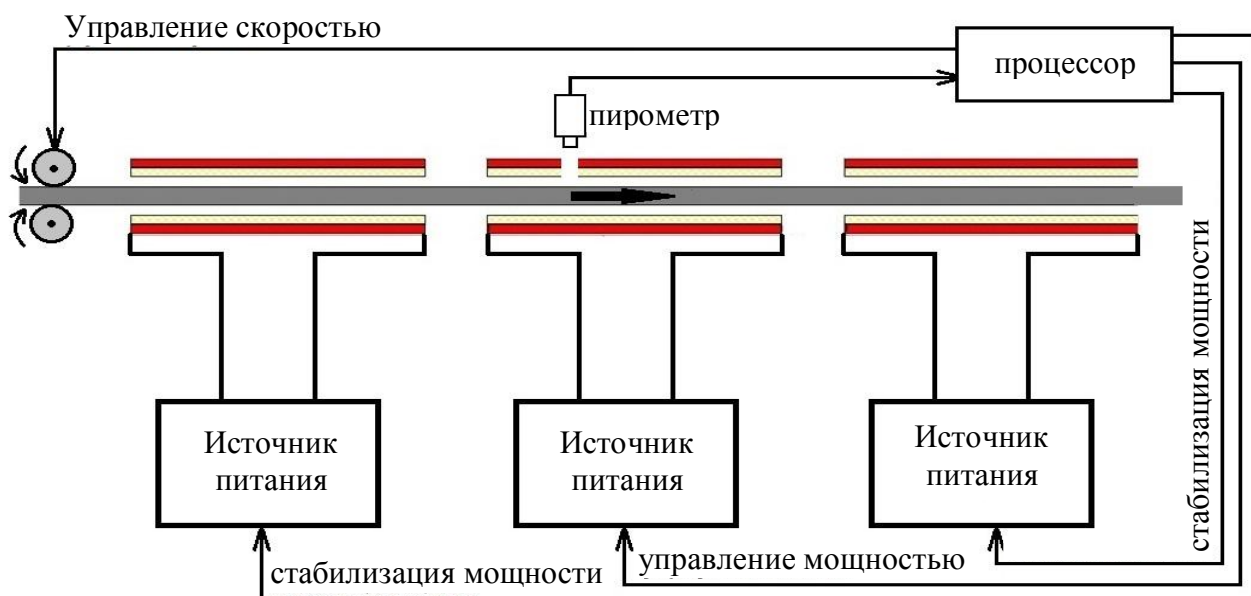 Управление скоростью
процессор
пирометр
Источник
питания
Источник
питания
Источник
питания
стабилизация мощности
управление мощностью
стабилизация мощности